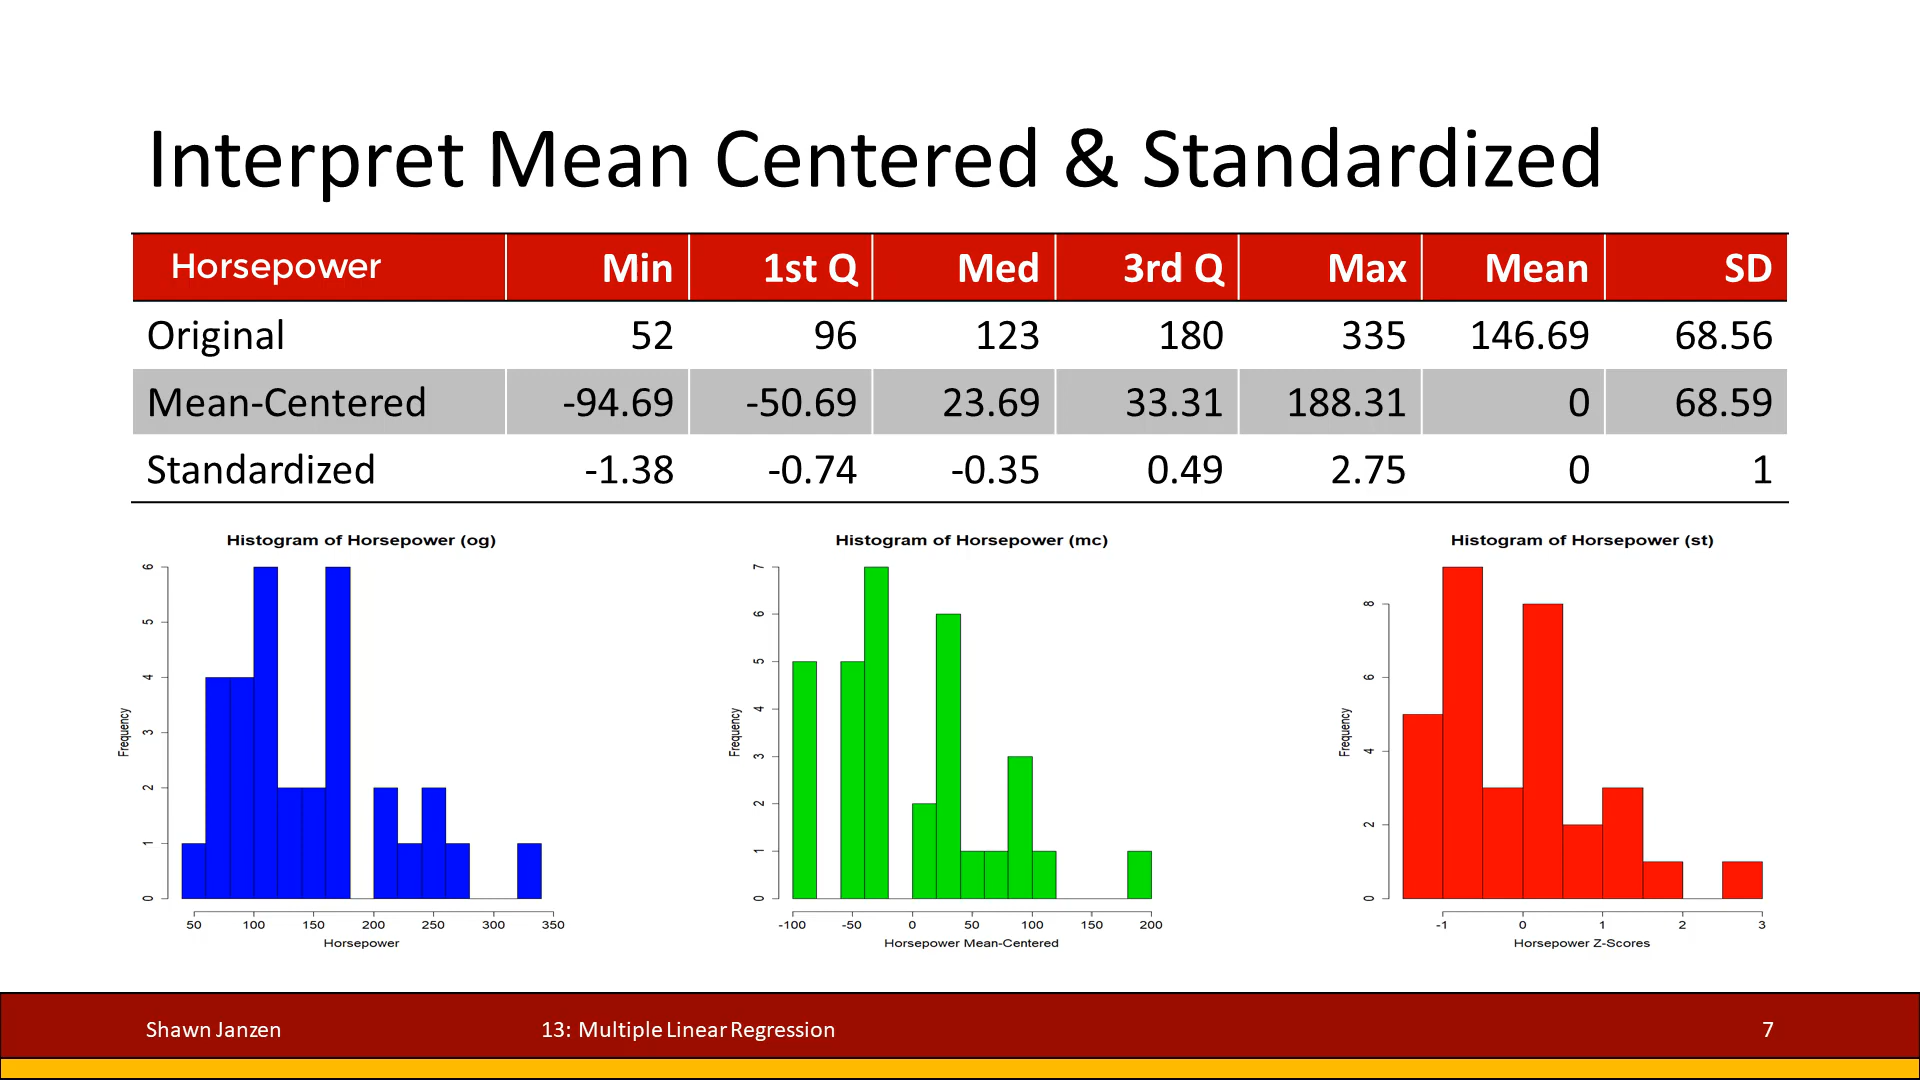 Interpret Mean Centered & Standardized
Horsepower Min 1st Q Med 3rd Q Max Mean SD
Original 52 96 123 180 335 146.69 68.56
Mean-Centered -94.69 -50.69 23.69 33.31 188.31 0 68.59
Standardized -1.38 -0.74 -0.35 0.49 2.75 0 1
Histogram of Horsepower (og)
Frequency
0 1 2 3 4 5 6
50 100 150 200 250 300 350
Horsepower
Histogram of Horsepower (mc)
Frequency
0 1 2 3 4 5 6 7
-100 -50 0 50 100 150 200
Horsepower Mean-Centered
Histogram of Horsepower (st)
Frequency
0 2 4 6 8
-1 0 1 2 3
Horsepower Z-Scores
Shawn Janzen 13: Multiple Linear Regression 7